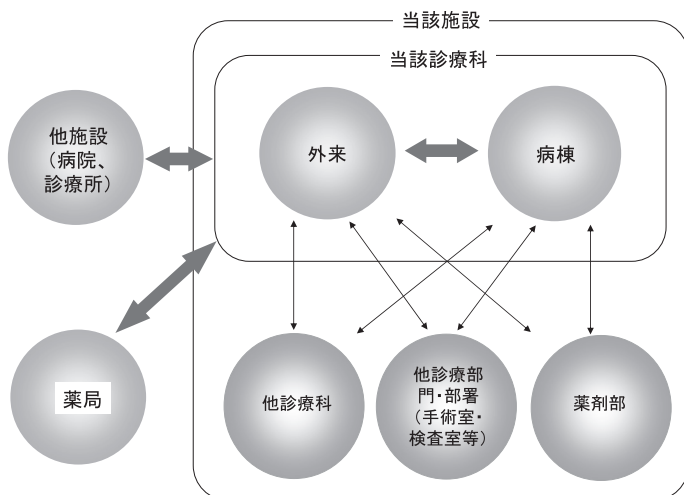 当該施設
当該診療科
他施設
（病院、
診療所）
外来
病棟
薬局
他診療科
他診療部
門・部署
（手術室・
検査室等）
薬剤部